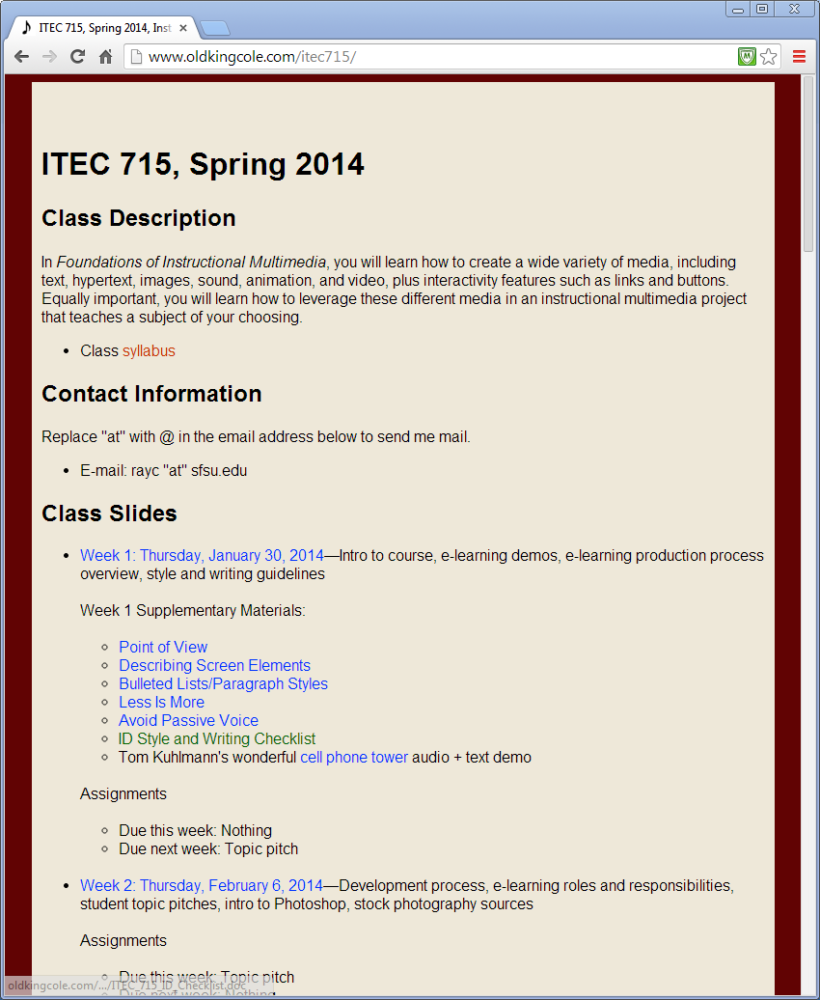 ITEC 715, Spring 2014, Inst
www.oldkingcole.com/itec715/
ITEC 715, Spring 2014
Class Description
In Foundations of Instructional Multimedia, you will learn how to create a wide variety of media, including
text, hypertext, images, sound, animation, and video, plus interactivity features such as links and buttons.
Equally important, you will learn how to leverage these different media in an instructional multimedia project
that teaches a subject of your choosing.
• Class syllabus
Contact Information
Replace "at" with @ in the email address below to send me mail.
• E-mail: rayc "at" sfsu.edu
Class Slides
• Week 1: Thursday, January 30, 2014—Intro to course, e-learning demos, e-learning production process
overview, style and writing guidelines
Week 1 Supplementary Materials:
◦ Point of View
◦ Describing Screen Elements
◦ Bulleted Lists/Paragraph Styles
◦ Less Is More
◦ Avoid Passive Voice
◦ ID Style and Writing Checklist
◦ Tom Kuhlmann's wonderful cell phone tower audio + text demo
Assignments
◦ Due this week: Nothing
◦ Due next week: Topic pitch
• Week 2: Thursday, February 6, 2014—Development process, e-learning roles and responsibilities,
student topic pitches, intro to Photoshop, stock photography sources
Assignments
◦ Due this week: Topic pitch
oldkingcole.com/.../ITEC_715_ID_Checklist.doc
◦ Due next week: Nothing